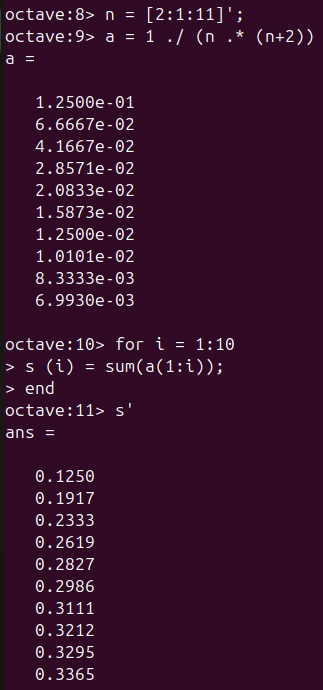 octave:8> n = [2:1:11]';
octave:9> a = 1 ./ (n .* (n+2))
a =
1.2500e-01
6.6667e-02
4.1667e-02
2.8571e-02
2.0833e-02
1.5873e-02
1.2500e-02
1.0101e-02
8.3333e-03
6.9930e-03
octave:10> for i = 1:10
> s (i) = sum(a(1:i));
> end
octave:11> s'
ans =
0.1250
0.1917
0.2333
0.2619
0.2827
0.2986
0.3111
0.3212
0.3295
0.3365